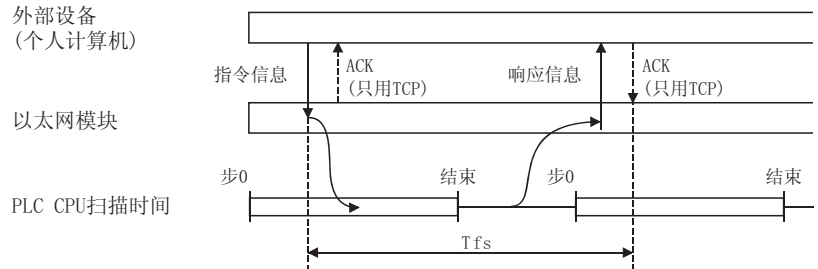 外部设备
(个人计算机)
指令信息
ACK
(只用TCP)
响应信息
ACK
(只用TCP)
以太网模块
步0
结束
步0
结束
PLC CPU扫描时间
Tfs